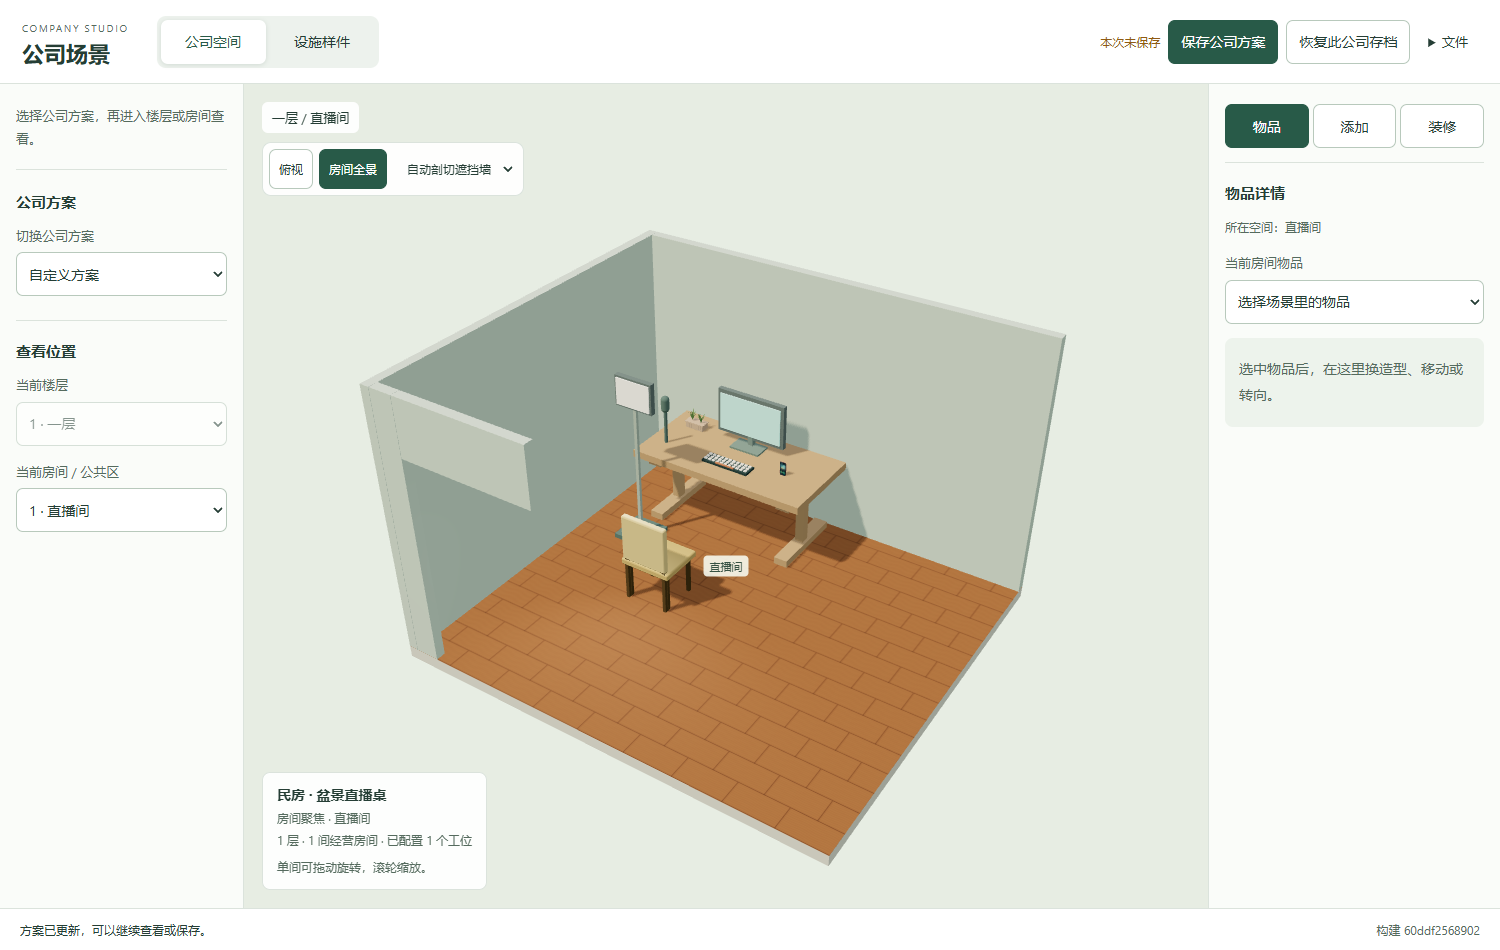 COMPANY STUDIO
公司场景
公司空间
设施样件
本次未保存
保存公司方案
恢复此公司存档
文件
选择公司方案，再进入楼层或房间查看。
公司方案
切换公司方案
自定义方案
查看位置
当前楼层
1 · 一层
当前房间 / 公共区
1 · 直播间
一层 / 直播间
俯视
房间全景
自动剖切遮挡墙
直播间
民房 · 盆景直播桌
房间聚焦 · 直播间
1 层 · 1 间经营房间 · 已配置 1 个工位
单间可拖动旋转，滚轮缩放。
物品
添加
装修
物品详情
所在空间：直播间
当前房间物品
选择场景里的物品
选中物品后，在这里换造型、移动或转向。
方案已更新，可以继续查看或保存。
构建 60ddf2568902